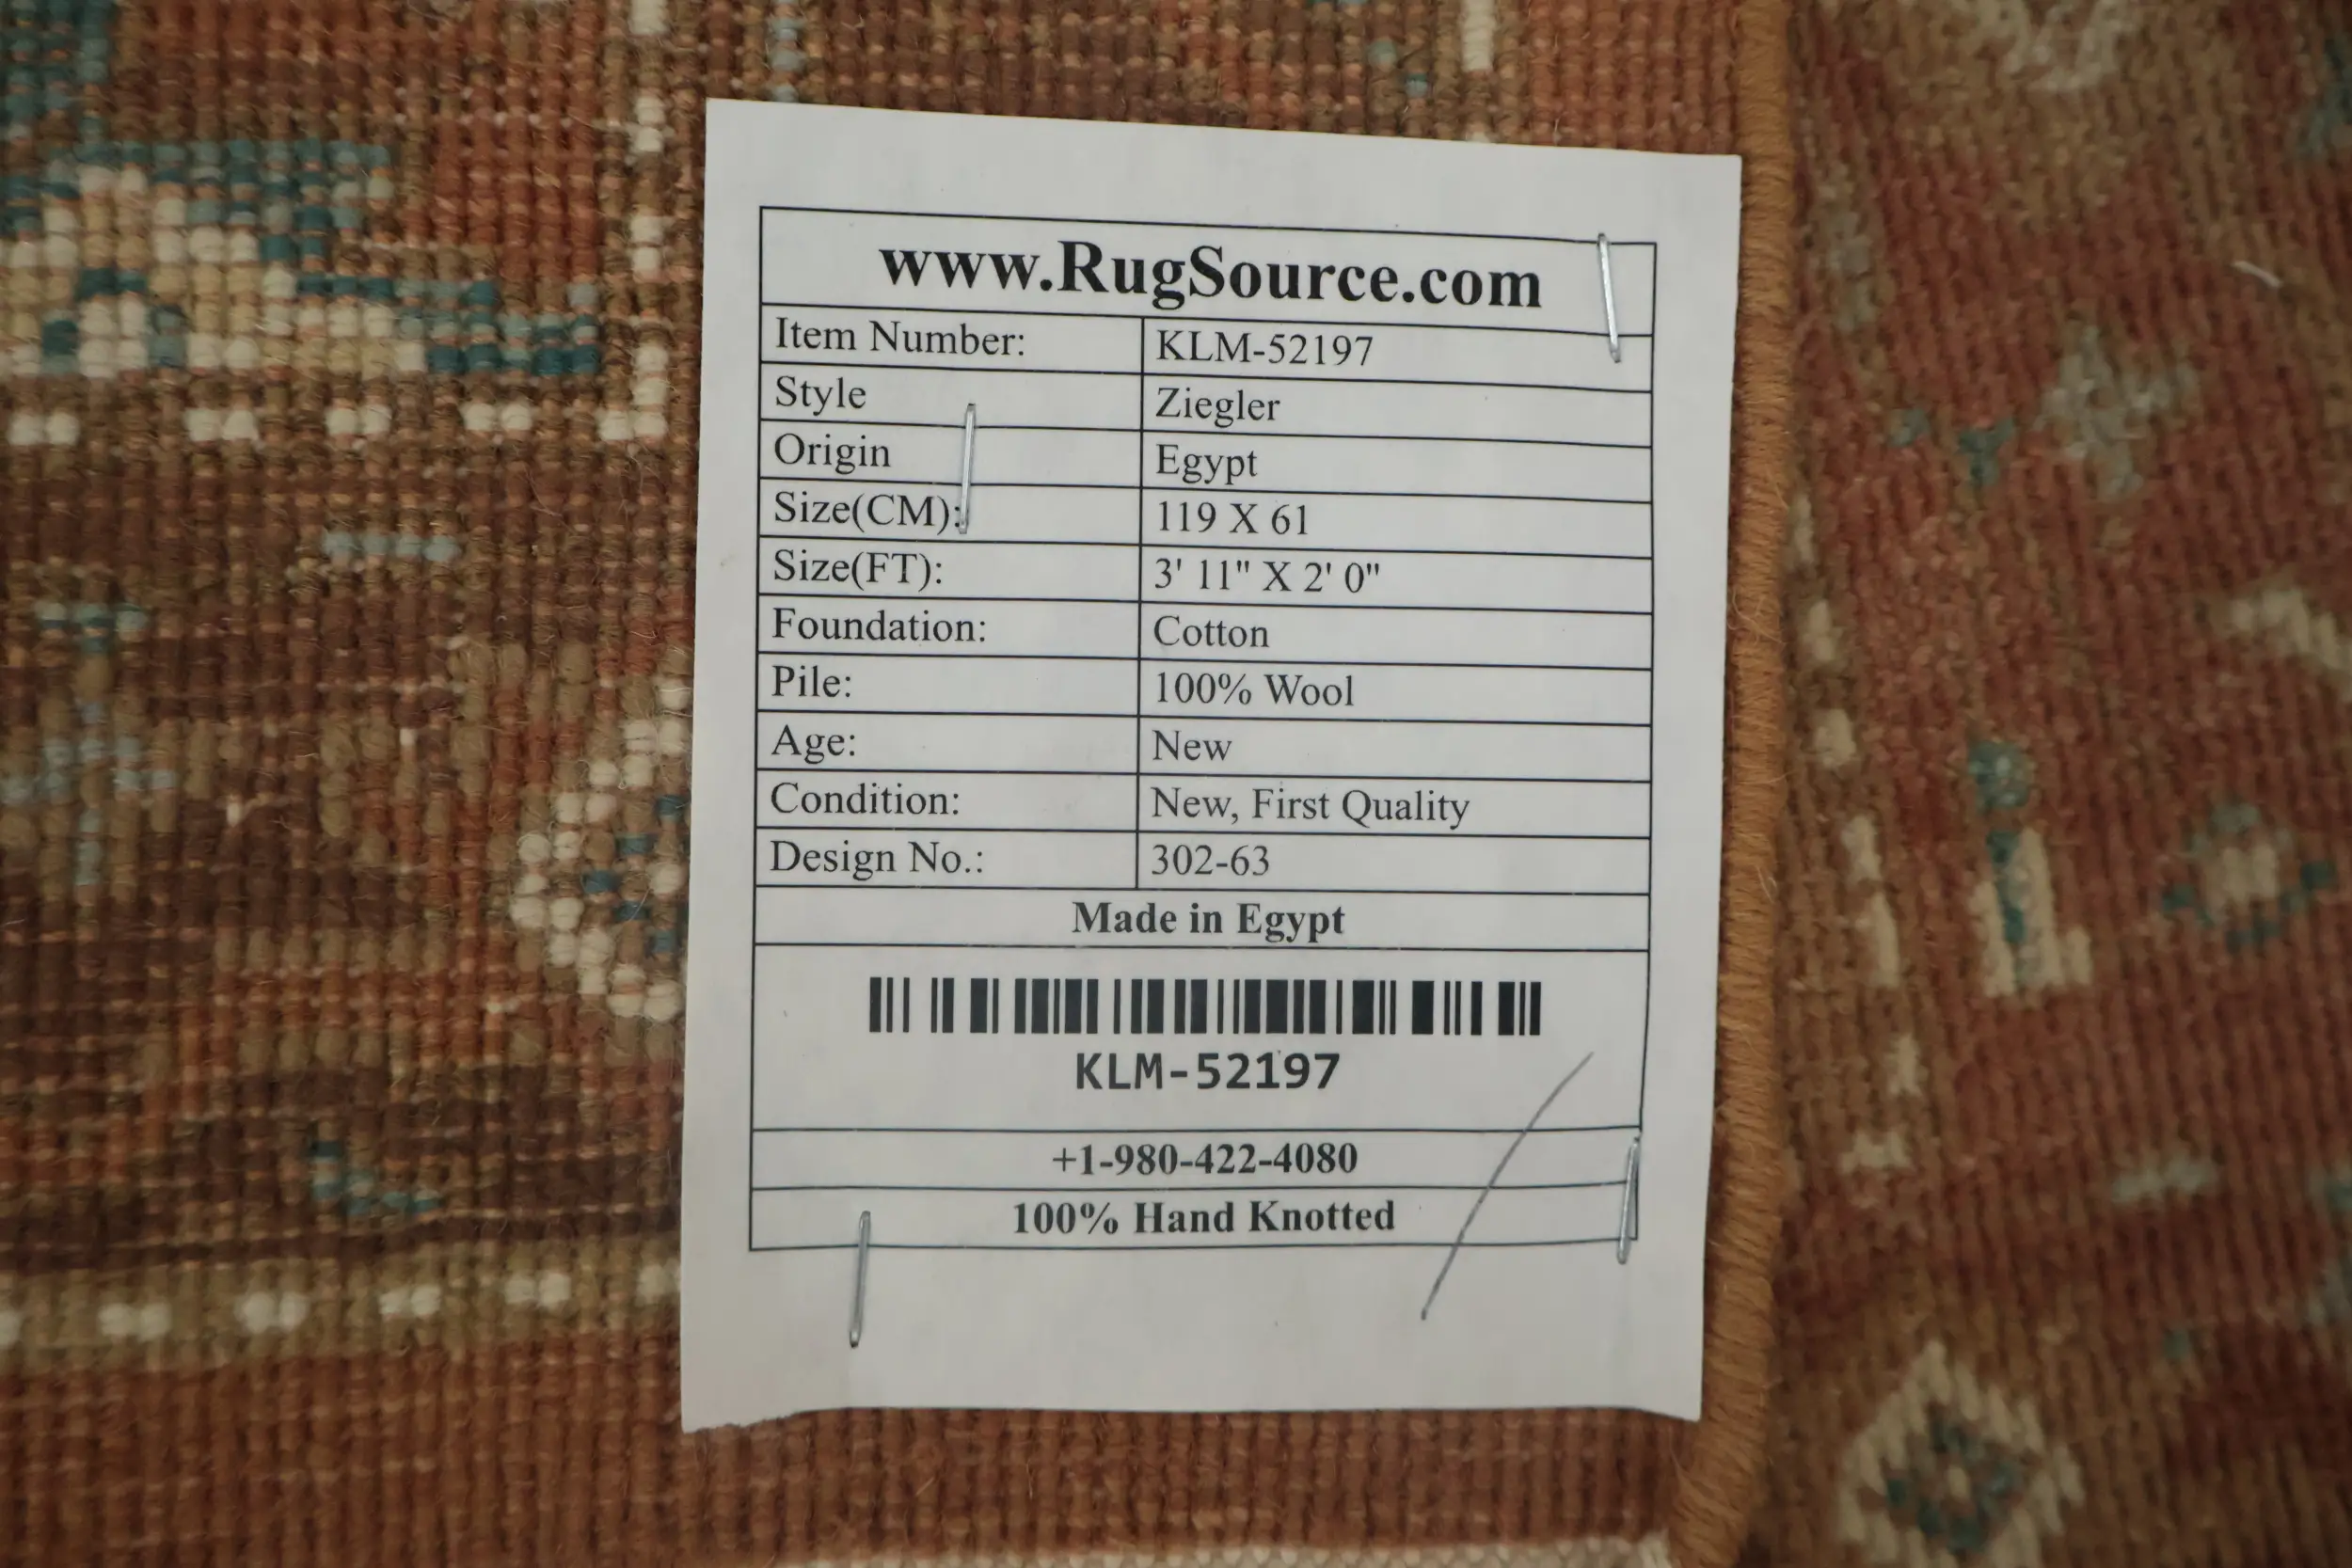 www.RugSource.com
Item Number: KLM-52197
Style Ziegler
Origin Egypt
Size(CM): 119 X 61
Size(FT): 3' 11" X 2' 0"
Foundation: Cotton
Pile: 100% Wool
Age: New
Condition: New, First Quality
Design No.: 302-63
Made in Egypt
KLM-52197
+1-980-422-4080
100% Hand Knotted